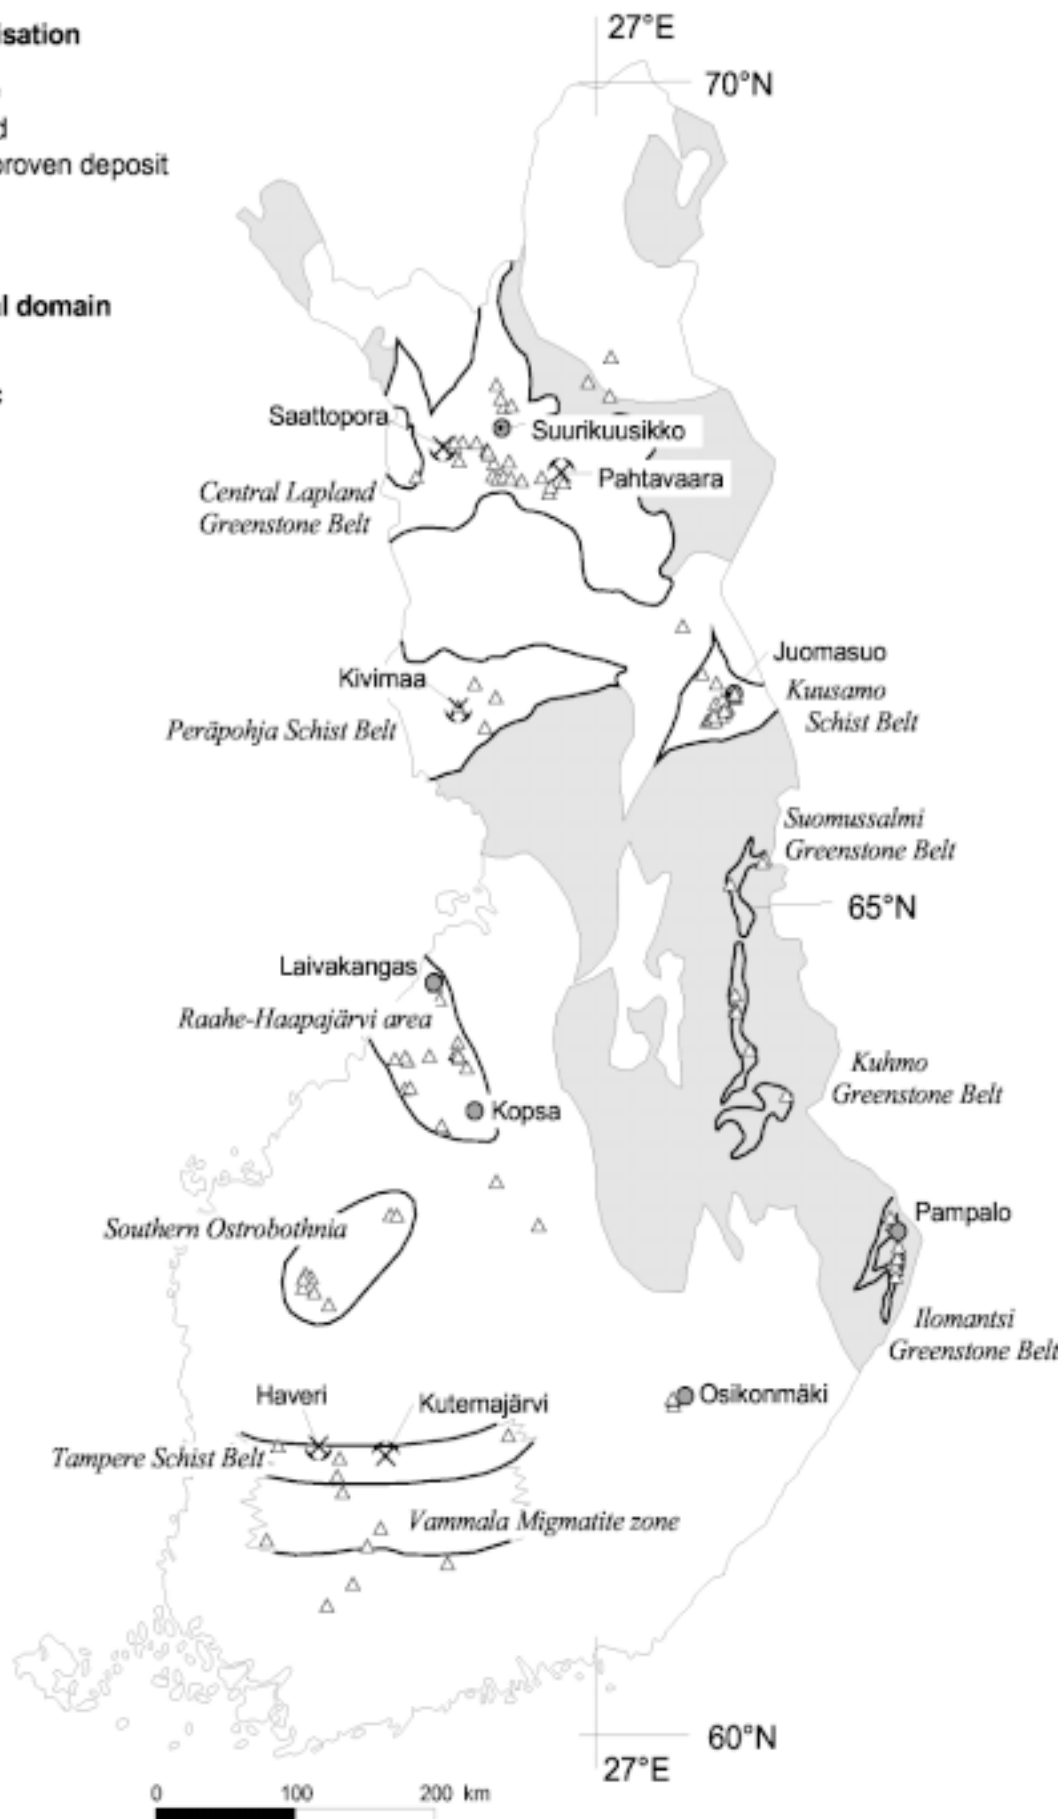 27°E
70°N
proven deposit
domain
Saattopora
Suurikuusikko
Pahtavaara
Central Lapland
Greenstone Belt
Juomasuo
Kivimaa
Kuusamo
Schist Belt
Peräpohja Schist Belt
Suomussalmi
Greenstone Belt
65°N
Laivakangas
Raahe-Haapajärvi area
Kuhmo
Greenstone Belt
Kopsa
Pampalo
Southern Ostrobothnia
Ilomantsi
Greenstone Belt
Osikonmäki
Haveri
Kutemajärvi
Tampere Schist Belt
Vammala Migmatite zone
60°N
27°E
0 100 200 km